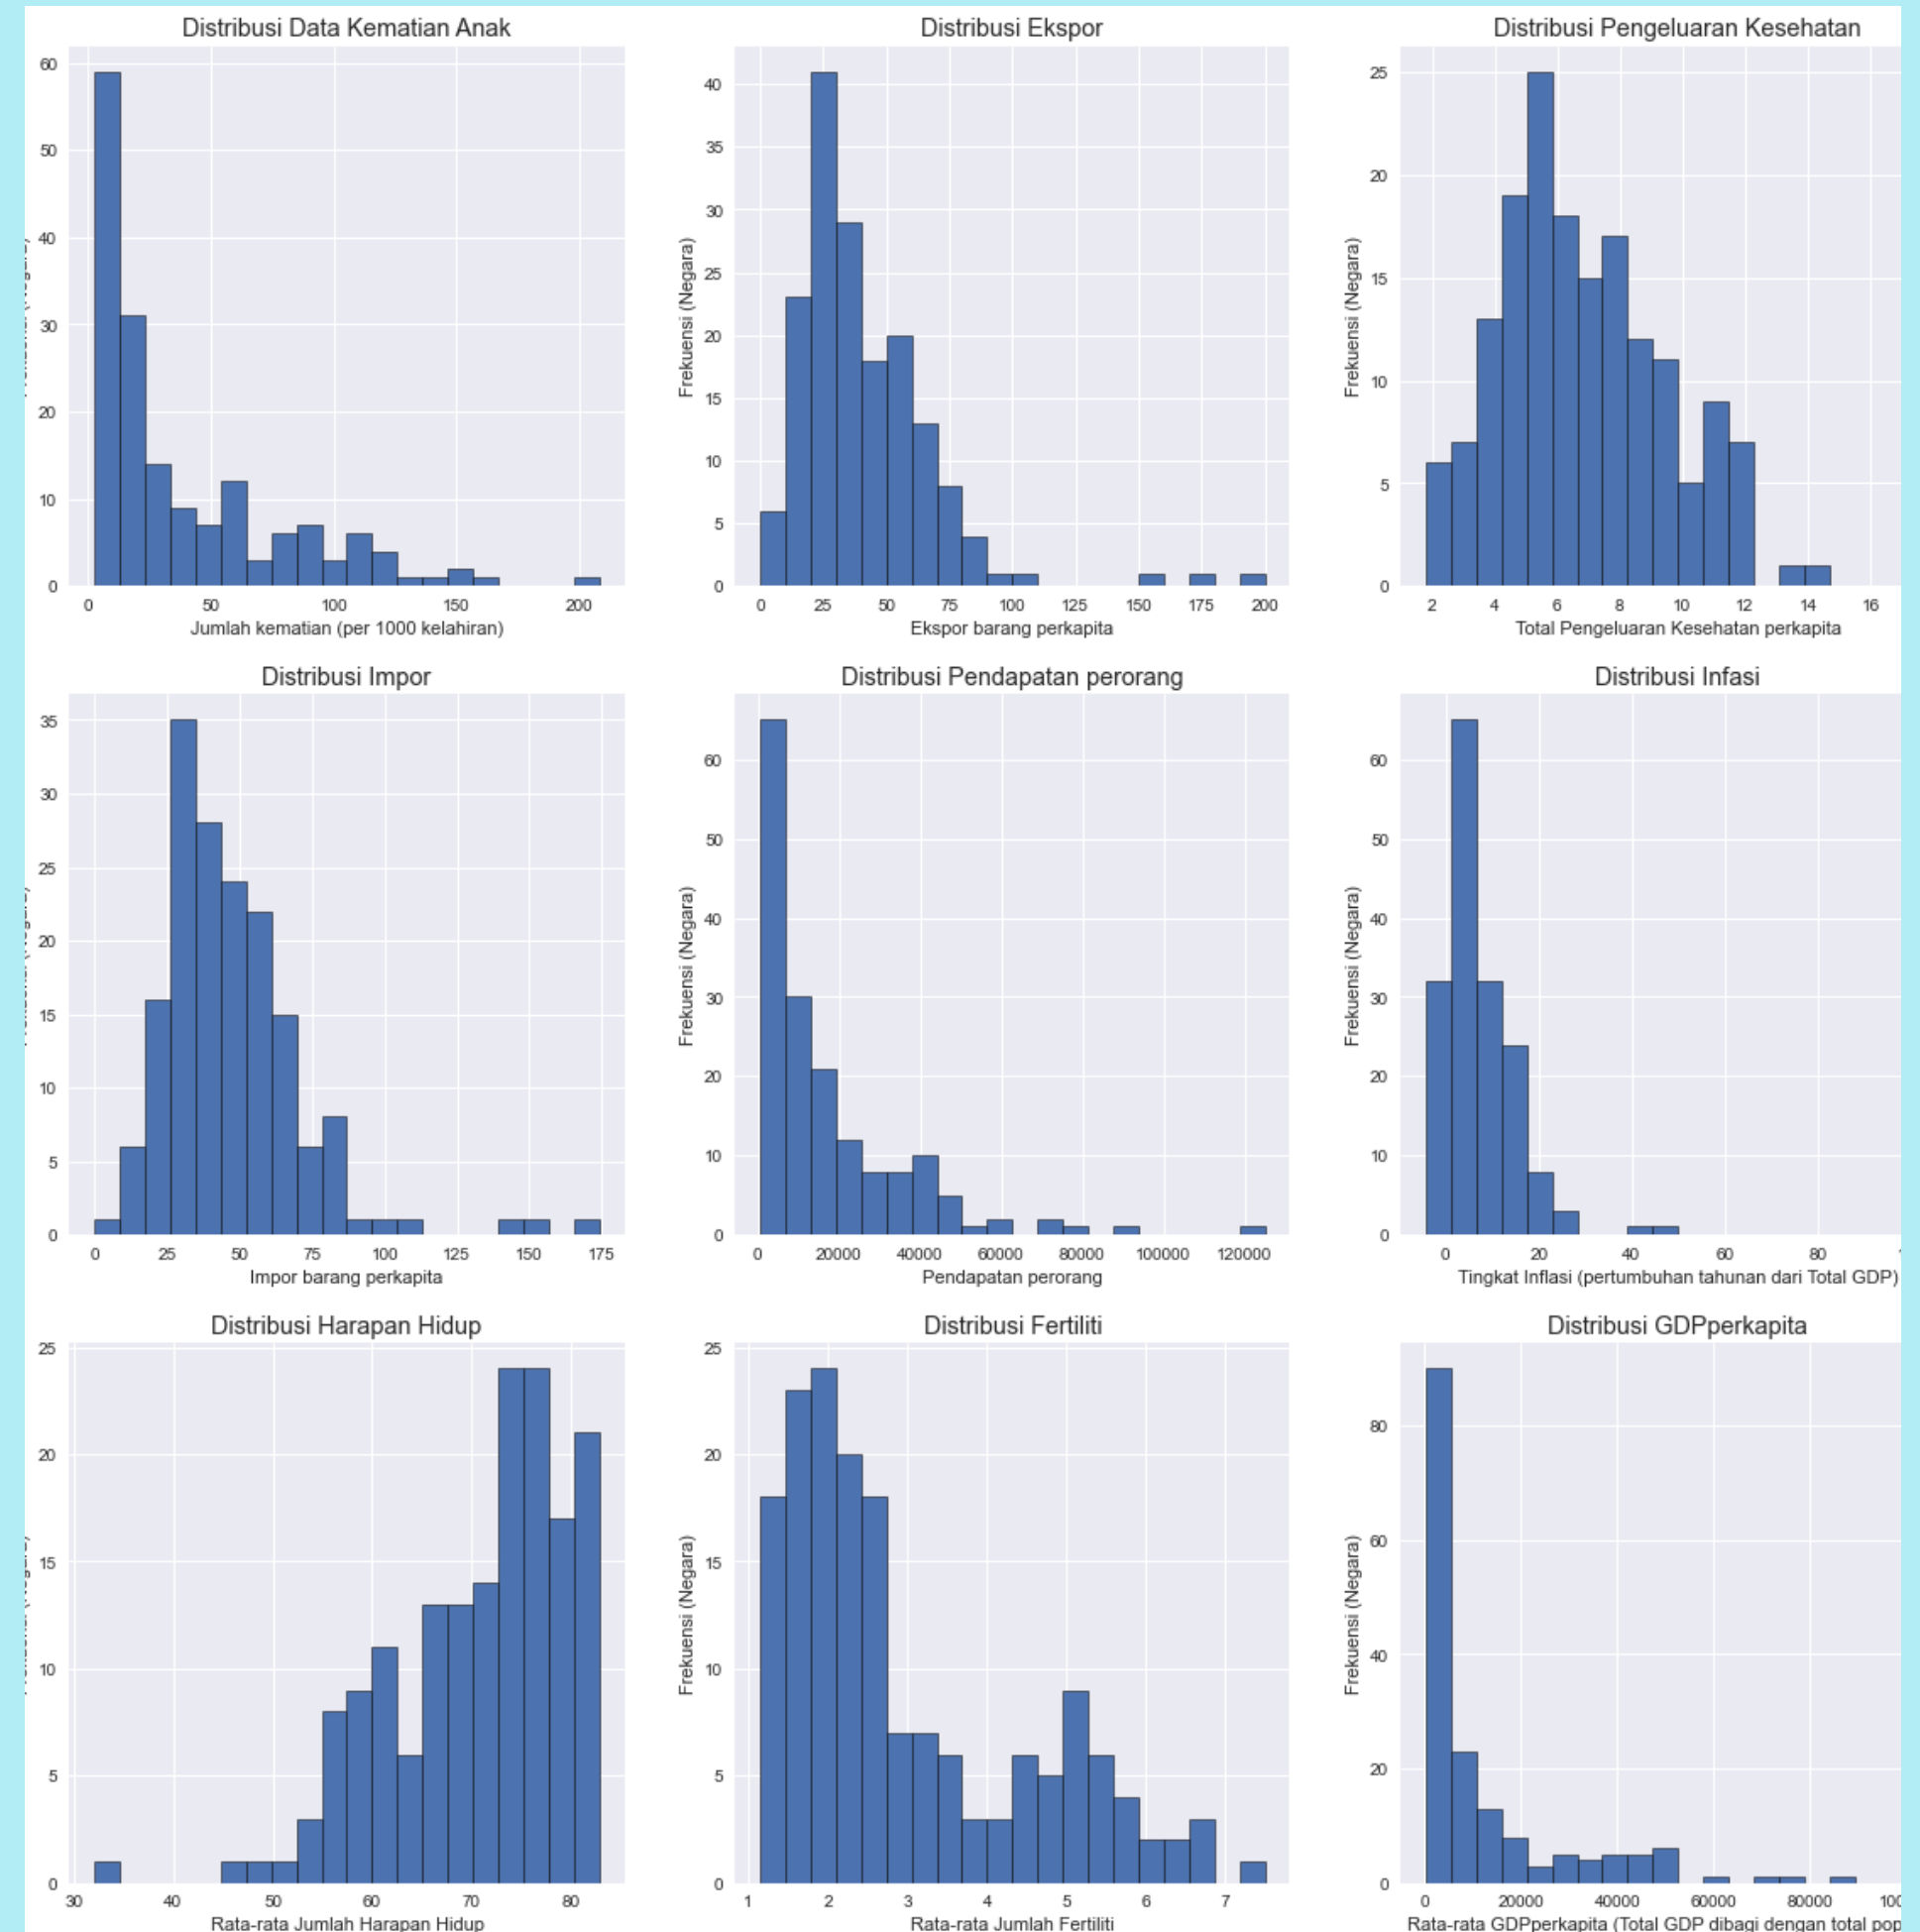 Distribusi Data Kematian Anak
60
50
40
30
20
10
0
0 50 100 150 200
Jumlah kematian (per 1000 kelahiran)
Distribusi Ekspor
Frekuensi (Negara)
40
35
30
25
20
15
10
5
0
0 25 50 75 100 125 150 175 200
Ekspor barang perkapita
Distribusi Pengeluaran Kesehatan
Frekuensi (Negara)
25
20
15
10
5
0
2 4 6 8 10 12 14 16
Total Pengeluaran Kesehatan perkapita
Distribusi Impor
35
30
25
20
15
10
5
0
0 25 50 75 100 125 150 175
Impor barang perkapita
Distribusi Pendapatan perorang
Frekuensi (Negara)
60
50
40
30
20
10
0
0 20000 40000 60000 80000 100000 120000
Pendapatan perorang
Distribusi Infasi
Frekuensi (Negara)
60
50
40
30
20
10
0
0 20 40 60 80
Tingkat Inflasi (pertumbuhan tahunan dari Total GDP)
Distribusi Harapan Hidup
25
20
15
10
5
0
30 40 50 60 70 80
Rata-rata Jumlah Harapan Hidup
Distribusi Fertiliti
Frekuensi (Negara)
25
20
15
10
5
0
1 2 3 4 5 6 7
Rata-rata Jumlah Fertiliti
Distribusi GDPperkapita
Frekuensi (Negara)
80
60
40
20
0
0 20000 40000 60000 80000 100
Rata-rata GDPperkapita (Total GDP dibagi dengan total pop